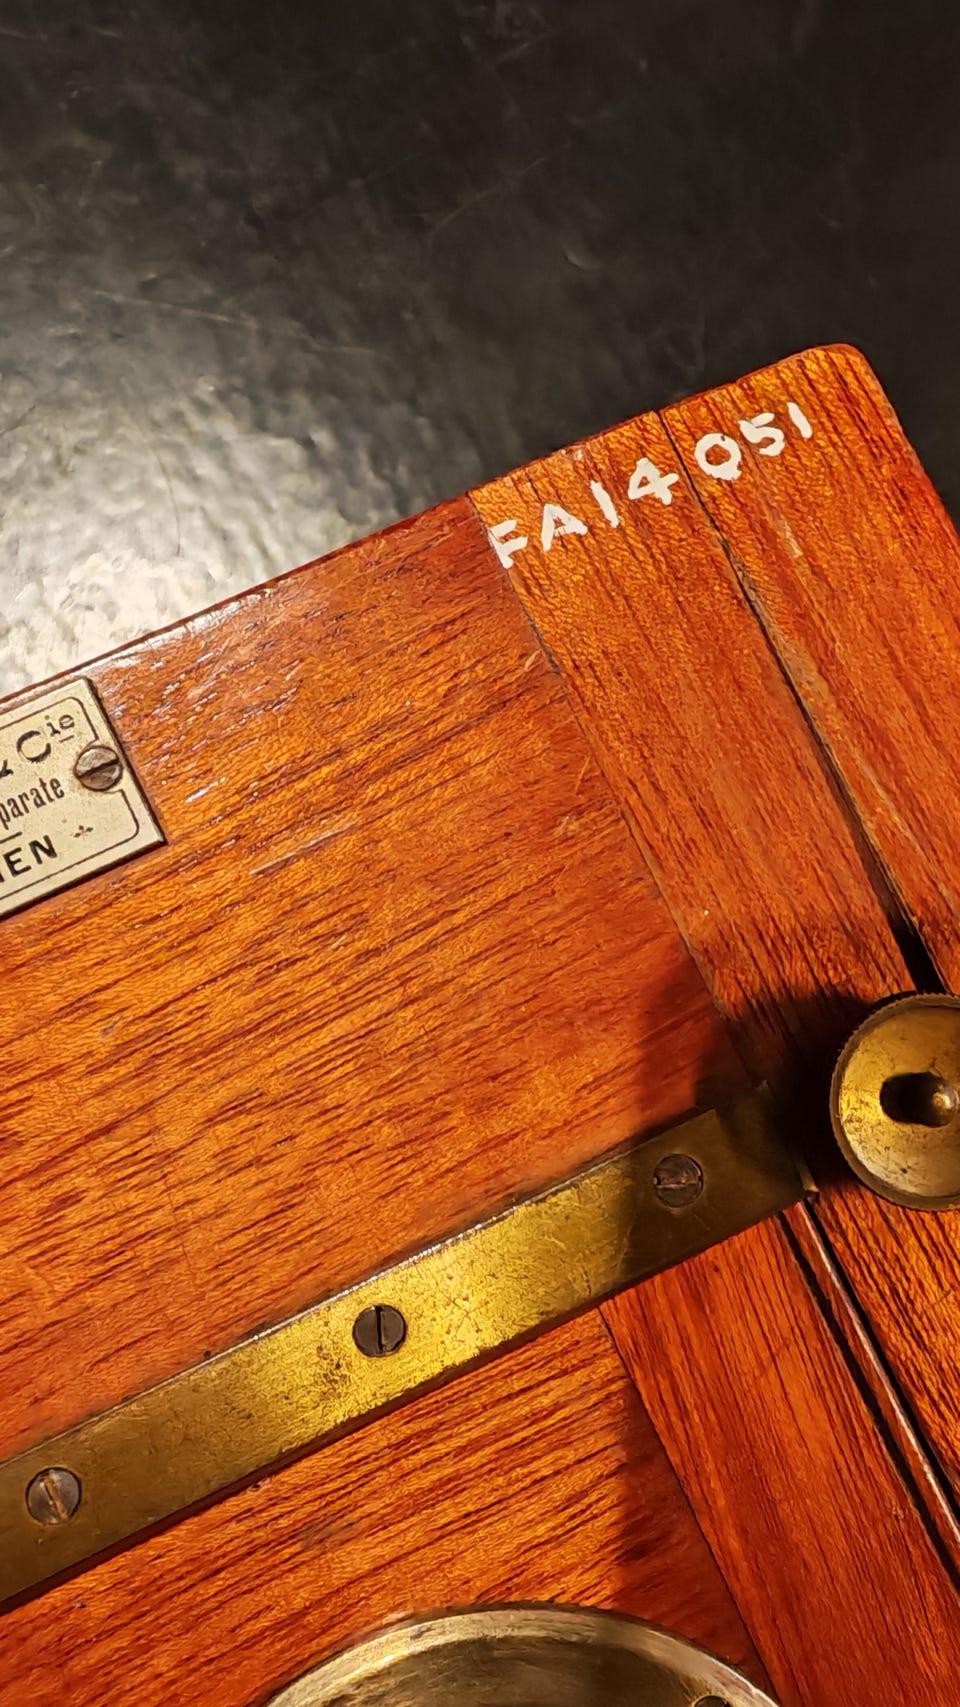 FA14051
Cie
parate
EN